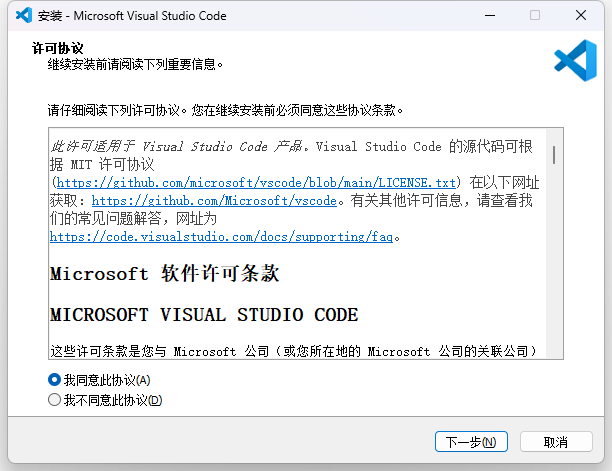 安装 - Microsoft Visual Studio Code
许可协议
继续安装前请阅读下列重要信息。
请仔细阅读下列许可协议。您在继续安装前必须同意这些协议条款。
此许可适用于 Visual Studio Code 产品。Visual Studio Code 的源代码可根
据 MIT 许可协议
(https://github.com/microsoft/vscode/blob/main/LICENSE.txt) 在以下网址
获取：https://github.com/Microsoft/vscode。有关其他许可信息，请查看我
们的常见问题解答，网址为
https://code.visualstudio.com/docs/supporting/faq。
Microsoft 软件许可条款
MICROSOFT VISUAL STUDIO CODE
这些许可条款是您与 Microsoft 公司（或您所在地的 Microsoft 公司的关联公司）
我同意此协议(A)
我不同意此协议(D)
下一步(N)
取消